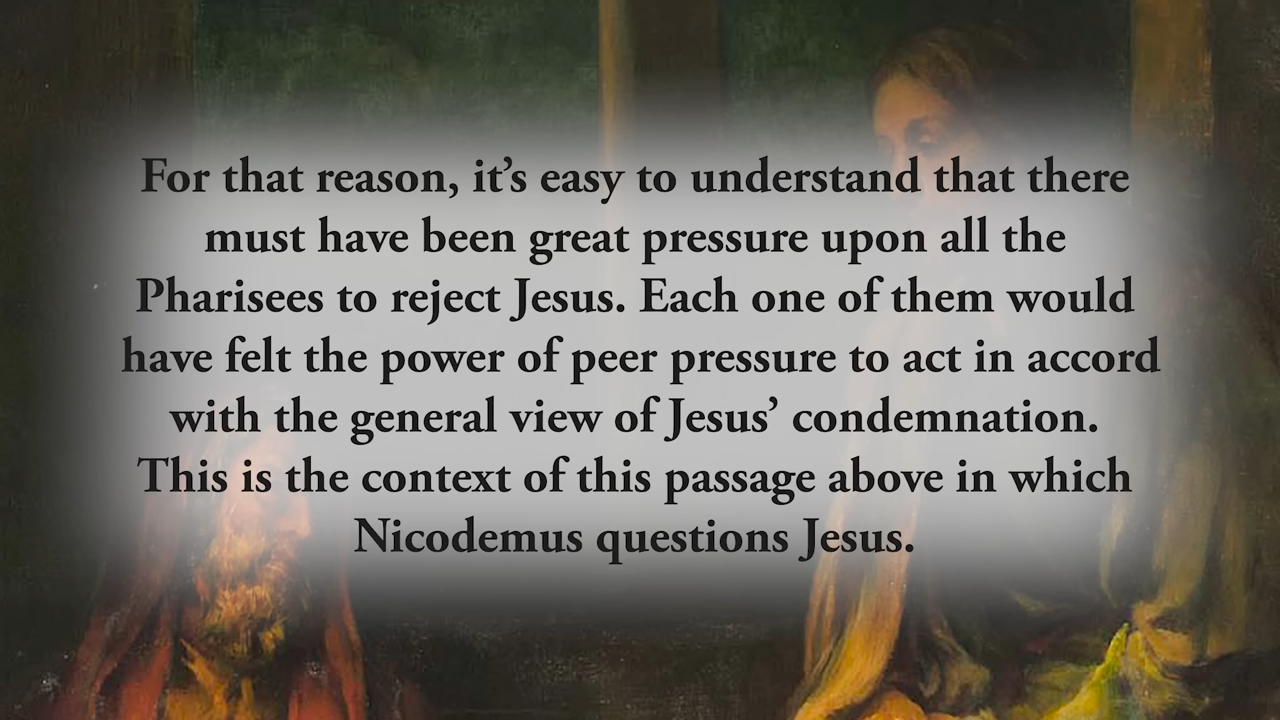 For that reason, it’s easy to understand that there
must have been great pressure upon all the
Pharisees to reject Jesus. Each one of them would
have felt the power of peer pressure to act in accord
with the general view of Jesus’ condemnation.
This is the context of this passage above in which
Nicodemus questions Jesus.